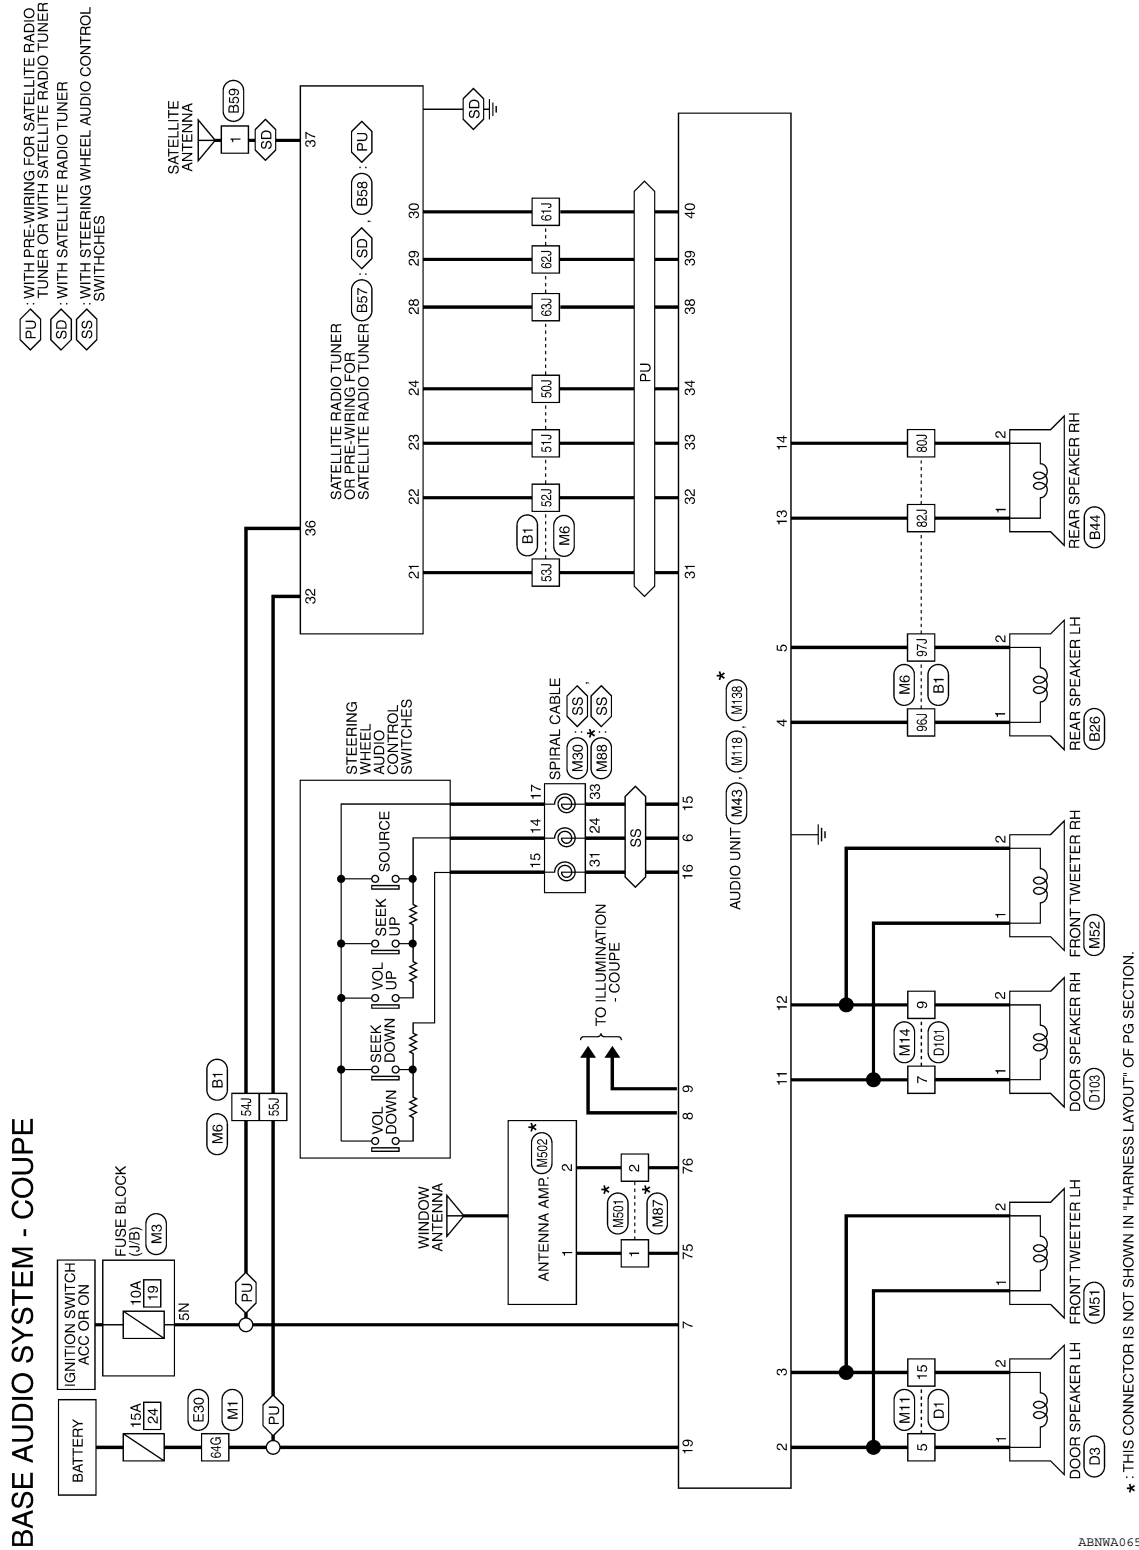 BASE AUDIO SYSTEM - COUPE
PU : WITH PRE-WIRING FOR SATELLITE RADIO
TUNER OR WITH SATELLITE RADIO TUNER
SD : WITH SATELLITE RADIO TUNER
SS : WITH STEERING WHEEL AUDIO CONTROL
SWITHCHES
BATTERY
IGNITION SWITCH
ACC OR ON
15A
24
10A
19
FUSE BLOCK
(J/B)
M3
5N
64G
E30
M1
PU
PU
M6
B1
54J
55J
SATELLITE
ANTENNA
1
B59
SD
37
36
32
SD
SATELLITE RADIO TUNER
OR PRE-WIRING FOR
SATELLITE RADIO TUNER
B57 : SD , B58 : PU
21
22
23
24
28
29
30
53J
52J
51J
50J
63J
62J
61J
B1
M6
PU
31
32
33
34
38
39
40
STEERING
WHEEL
AUDIO
CONTROL
SWITCHES
VOL
DOWN
SEEK
DOWN
VOL
UP
SEEK
UP
SOURCE
15
14
17
31
24
33
SPIRAL CABLE
M30 : SS ,
* M88 : SS
SS
16
6
15
WINDOW
ANTENNA
ANTENNA AMP.
M502 *
1
2
1
2
M501 *
M87 *
75
76
TO ILLUMINATION
- COUPE
8
9
19
7
AUDIO UNIT M43 , M118 , M138 *
2
3
11
12
4
5
13
14
5
15
M11
D1
7
9
M14
D101
96J
97J
M6
B1
82J
80J
1
2
DOOR SPEAKER LH
D3
1
2
FRONT TWEETER LH
M51
1
2
DOOR SPEAKER RH
D103
1
2
FRONT TWEETER RH
M52
1
2
REAR SPEAKER LH
B26
1
2
REAR SPEAKER RH
B44
* : THIS CONNECTOR IS NOT SHOWN IN "HARNESS LAYOUT" OF PG SECTION.
ABNWA065